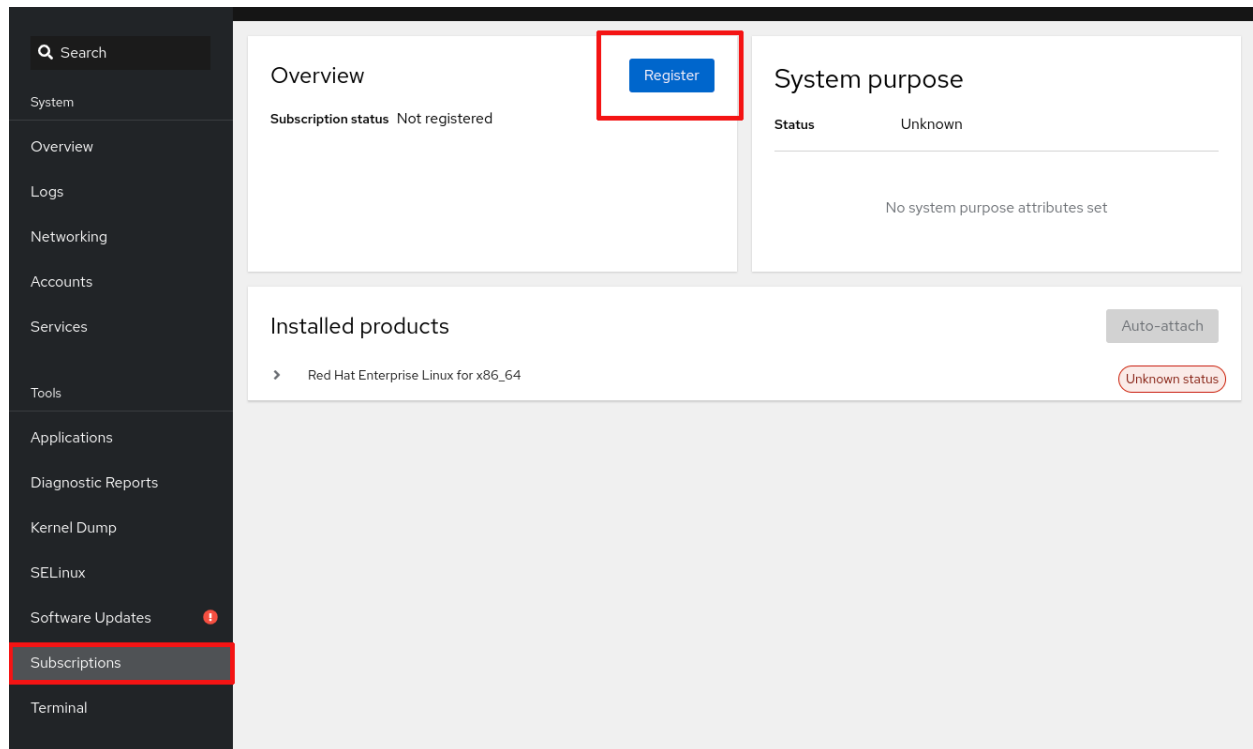 Search
System
Overview
Logs
Networking
Accounts
Services
Tools
Applications
Diagnostic Reports
Kernel Dump
SELinux
Software Updates
Subscriptions
Terminal
Overview
Register
Subscription status Not registered
System purpose
Status Unknown
No system purpose attributes set
Installed products
Auto-attach
Red Hat Enterprise Linux for x86_64
Unknown status